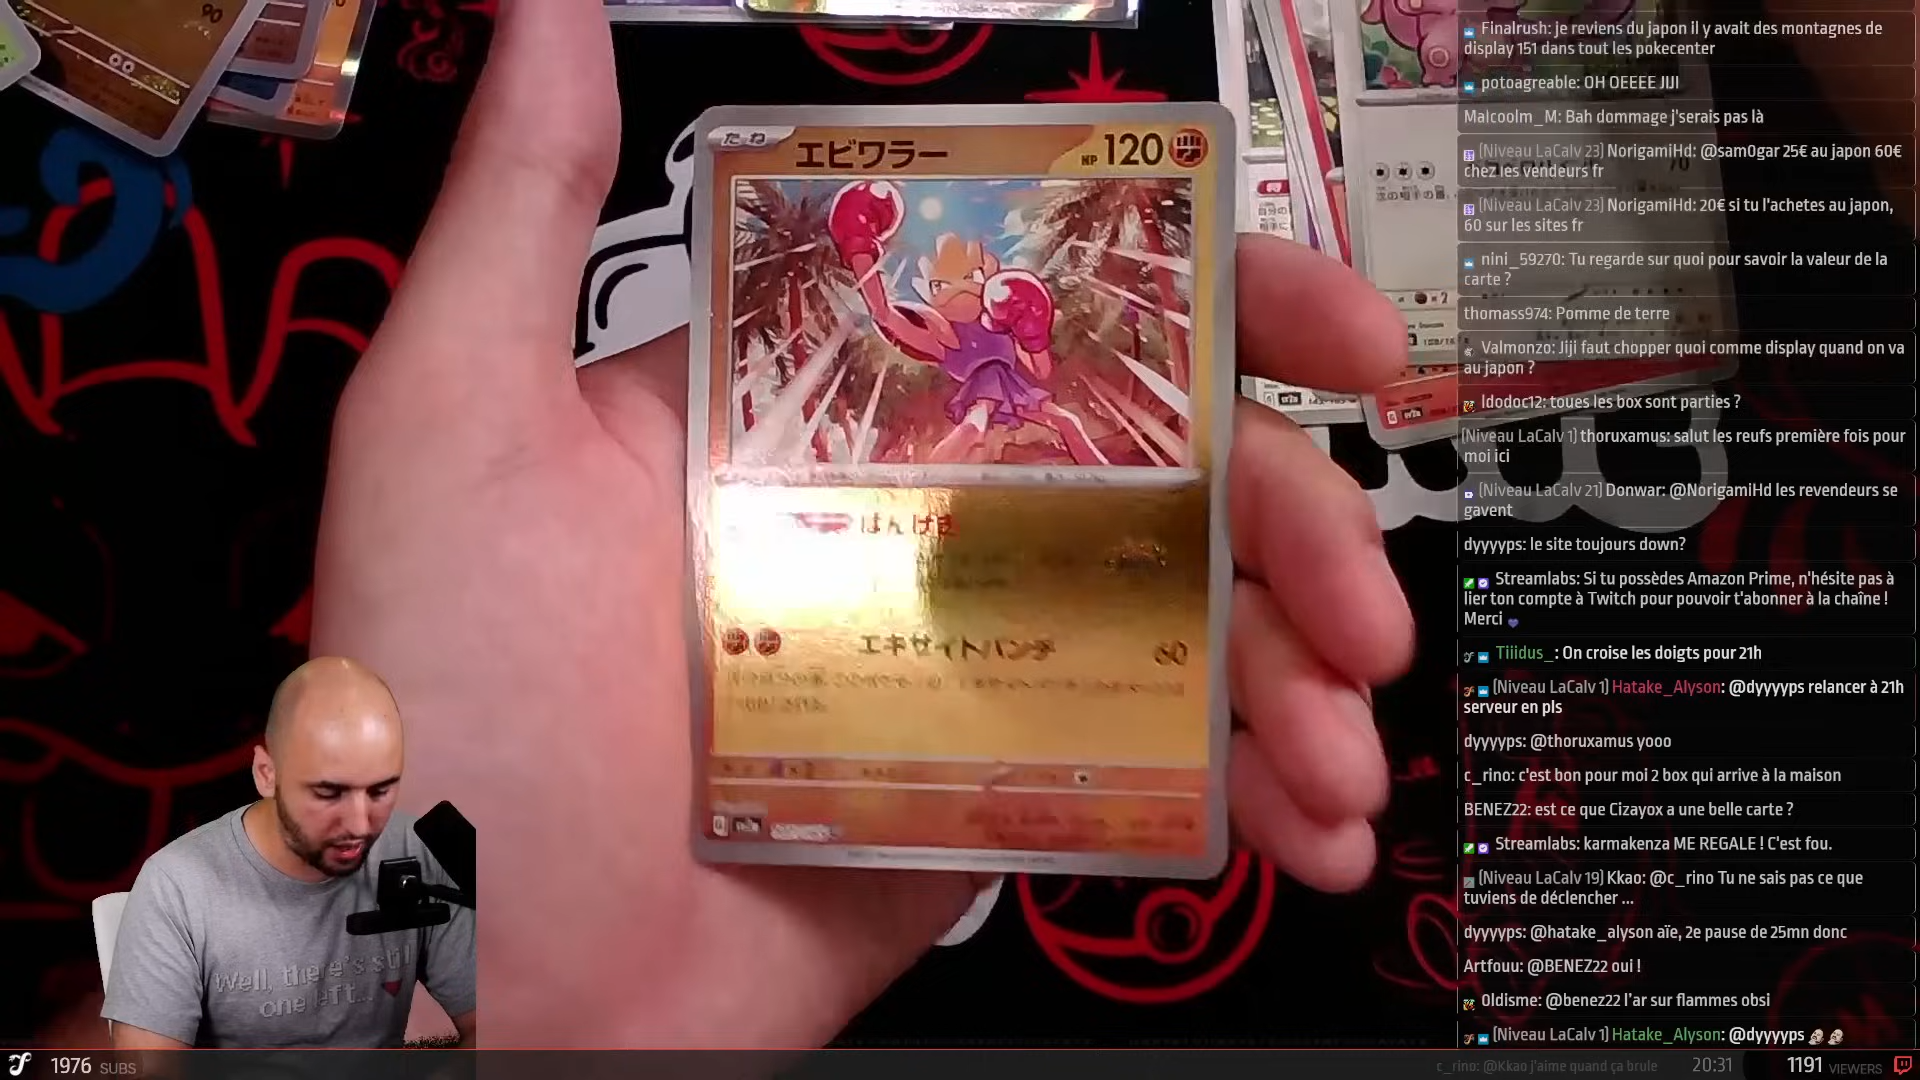 90
たね
エビワラー
HP 120
はんげき
エキサイトパンチ
60
70
Well, there's still
one left...
Finalrush: je reviens du japon il y avait des montagnes de
display 151 dans tout les pokecenter
potoagreable: OH OEEEE JIJI
Malcoolm_M: Bah dommage j'serais pas là
[Niveau LaCalv 23] NorigamiHd: @sam0gar 25€ au japon 60€
chez les vendeurs fr
[Niveau LaCalv 23] NorigamiHd: 20€ si tu l'achetes au japon,
60 sur les sites fr
nini_59270: Tu regarde sur quoi pour savoir la valeur de la
carte ?
thomass974: Pomme de terre
Valmonzo: Jiji faut chopper quoi comme display quand on va
au japon ?
ldodoc12: toues les box sont parties ?
[Niveau LaCalv 1] thoruxamus: salut les reufs première fois pour
moi ici
[Niveau LaCalv 21] Donwar: @NorigamiHd les revendeurs se
gavent
dyyyyps: le site toujours down?
Streamlabs: Si tu possèdes Amazon Prime, n'hésite pas à
lier ton compte à Twitch pour pouvoir t'abonner à la chaîne !
Merci
Tiiidus_: On croise les doigts pour 21h
[Niveau LaCalv 1] Hatake_Alyson: @dyyyyps relancer à 21h
serveur en pls
dyyyyps: @thoruxamus yooo
c_rino: c'est bon pour moi 2 box qui arrive à la maison
BENEZ22: est ce que Cizayox a une belle carte ?
Streamlabs: karmakenza ME REGALE ! C'est fou.
[Niveau LaCalv 19] Kkao: @c_rino Tu ne sais pas ce que
tuviens de déclencher ...
dyyyyps: @hatake_alyson aïe, 2e pause de 25mn donc
Artfouu: @BENEZ22 oui !
Oldisme: @benez22 l'ar sur flammes obsi
[Niveau LaCalv 1] Hatake_Alyson: @dyyyyps
1976 SUBS
c_rino: @Kkao j'aime quand ça brule
20:31
1191 VIEWERS